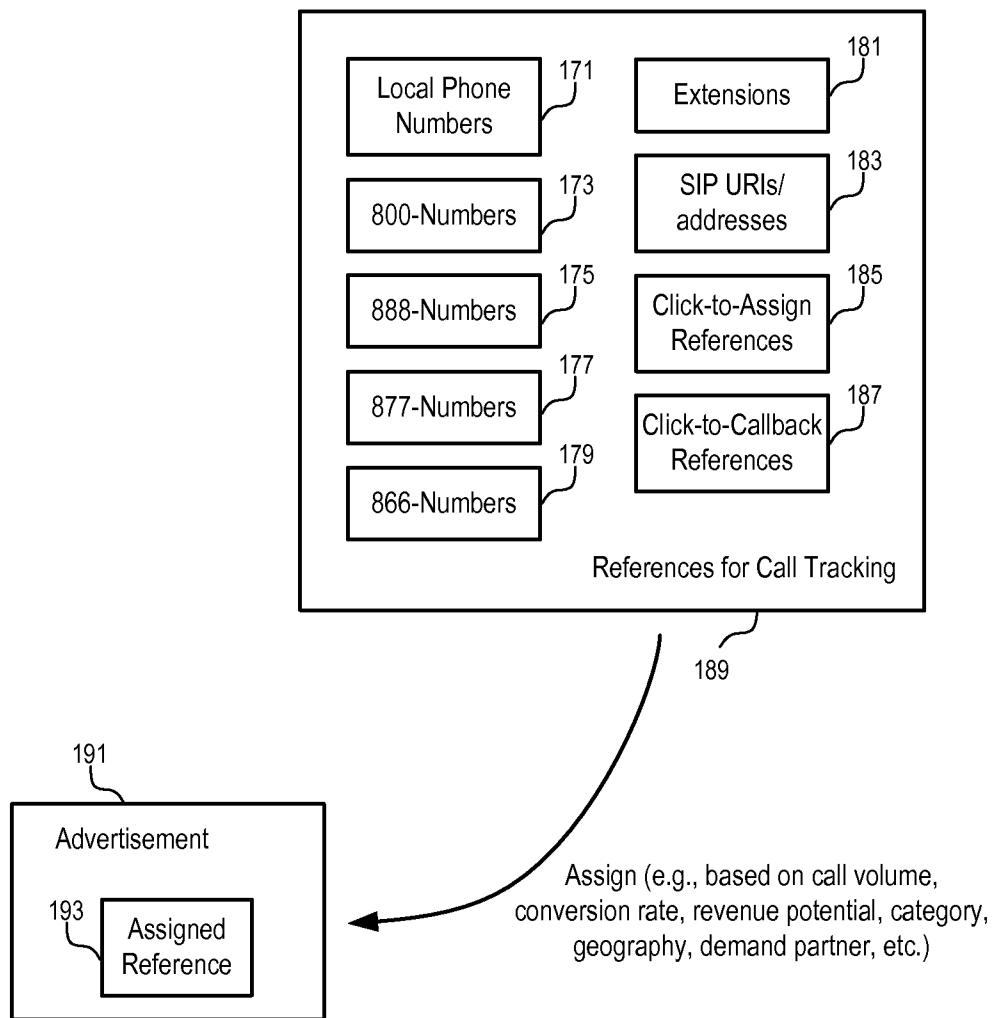 Local Phone
Numbers
171
800-Numbers
173
888-Numbers
175
877-Numbers
177
866-Numbers
179
Extensions
181
SIP URIs/
addresses
183
Click-to-Assign
References
185
Click-to-Callback
References
187
References for Call Tracking
189
191
Advertisement
193
Assigned
Reference
Assign (e.g., based on call volume,
conversion rate, revenue potential, category,
geography, demand partner, etc.)